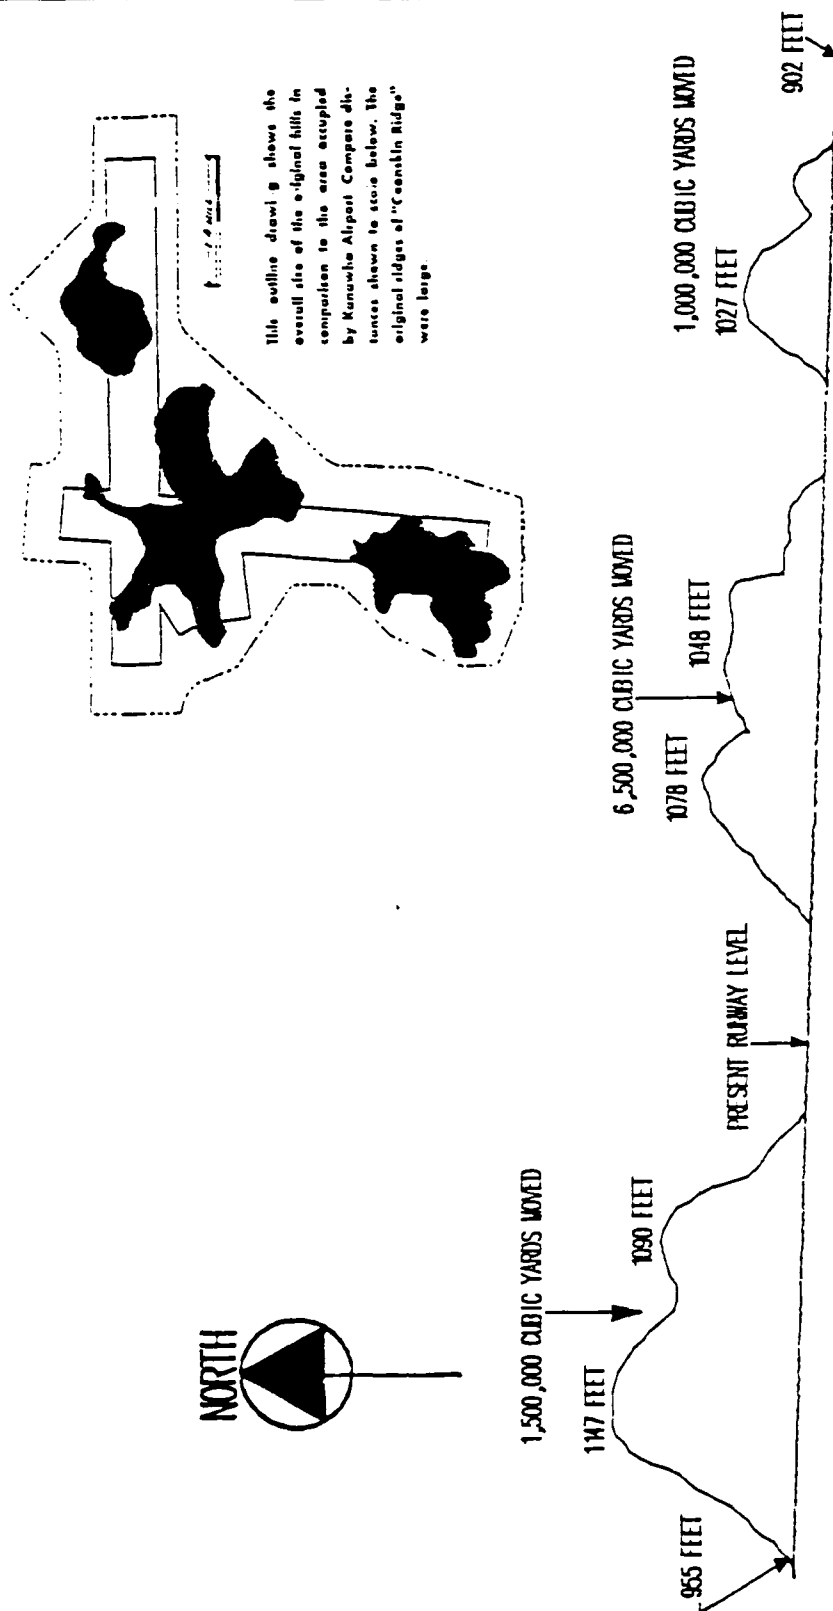 This outline drawing shows the
overall size of the original hills in
comparison to the area occupied
by Kanawha Airport Compare dis-
tances shown to scale below. The
original ridges of "Coonskin Ridge"
were large.
NORTH
1,500,000 CUBIC YARDS MOVED
955 FEET
1147 FEET
1090 FEET
PRESENT RUNWAY LEVEL
6,500,000 CUBIC YARDS MOVED
1078 FEET
1048 FEET
1,000,000 CUBIC YARDS MOVED
1027 FEET
902 FEET